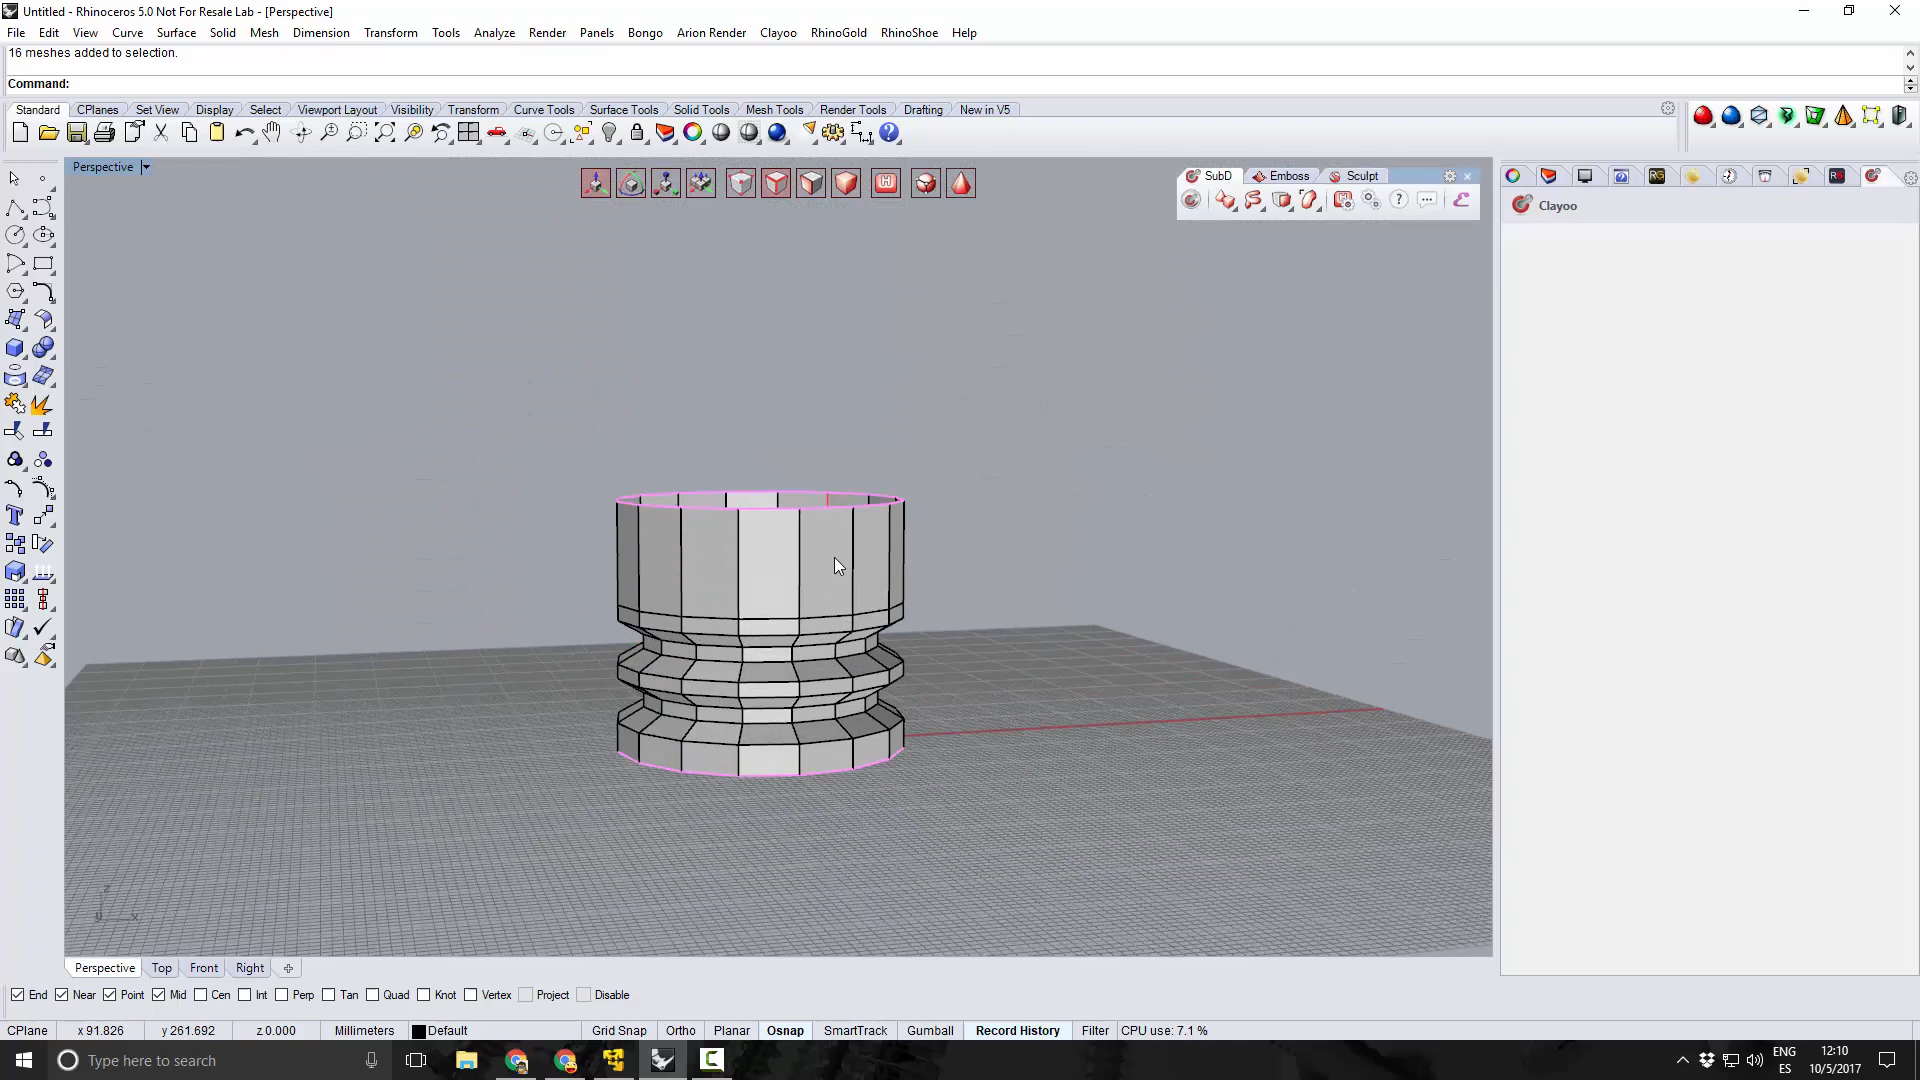 Untitled - Rhinoceros 5.0 Not For Resale Lab - [Perspective]
File Edit View Curve Surface Solid Mesh Dimension Transform Tools Analyze Render Panels Bongo Arion Render Clayoo RhinoGold RhinoShoe Help
16 meshes added to selection.
Command:
Standard CPlanes Set View Display Select Viewport Layout Visibility Transform Curve Tools Surface Tools Solid Tools Mesh Tools Render Tools Drafting New in V5
Perspective
SubD Emboss Sculpt
RG RS
Clayoo
z
y x
Perspective Top Front Right
End Near Point Mid Cen Int Perp Tan Quad Knot Vertex Project Disable
CPlane x 91.826 y 261.692 z 0.000 Millimeters Default Grid Snap Ortho Planar Osnap SmartTrack Gumball Record History Filter CPU use: 7.1 %
Type here to search
ENG 12:10
ES 10/5/2017